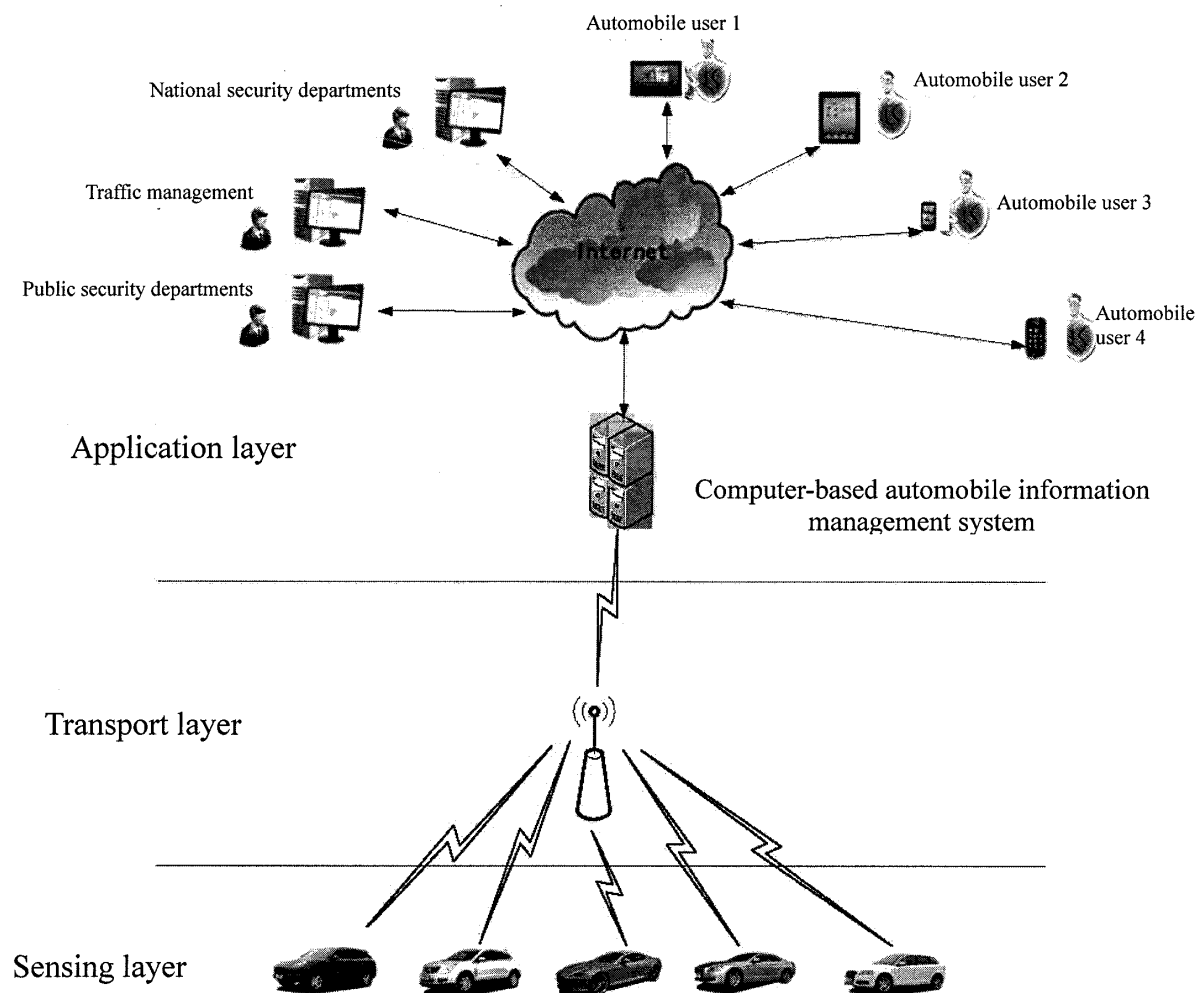 Automobile user 1
National security departments
Automobile user 2
Traffic management
Automobile user 3
Internet
Public security departments
Automobile
user 4
Application layer
Computer-based automobile information
management system
Transport layer
Sensing layer